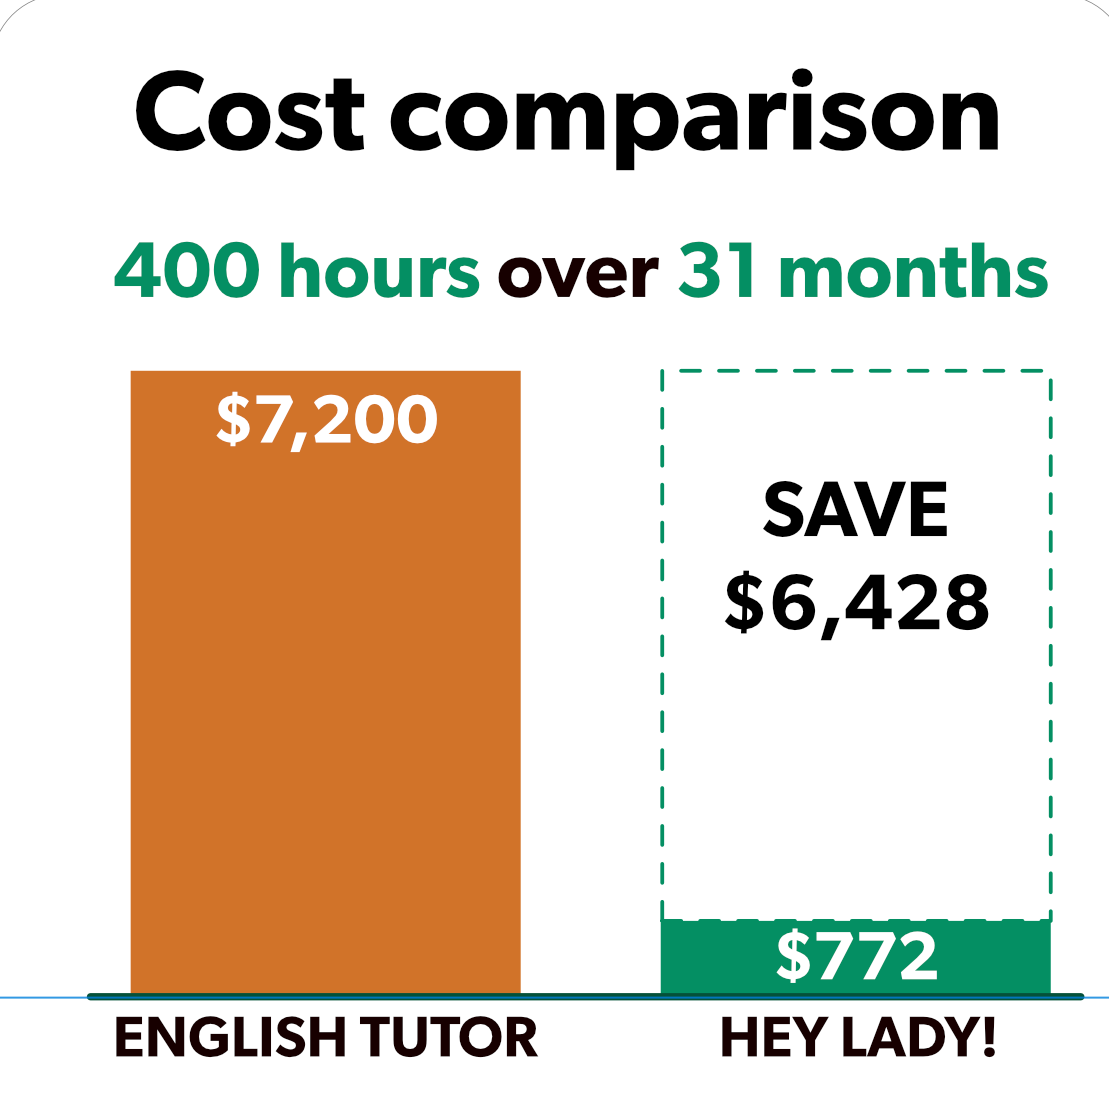 Cost comparison
400 hours over 31 months
$7,200
SAVE
$6,428
$772
ENGLISH TUTOR
HEY LADY!